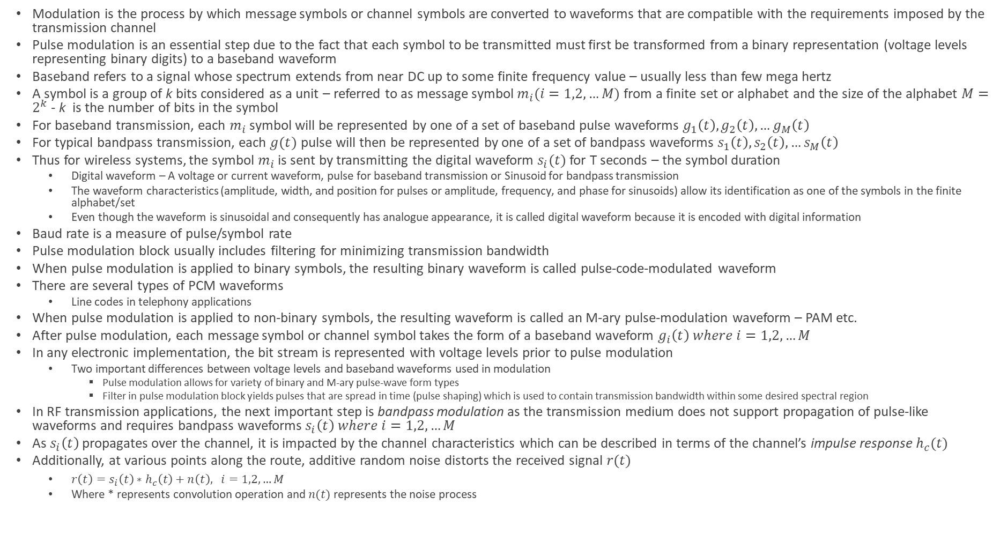 • Modulation is the process by which message symbols or channel symbols are converted to waveforms that are compatible with the requirements imposed by the
transmission channel
• Pulse modulation is an essential step due to the fact that each symbol to be transmitted must first be transformed from a binary representation (voltage levels
representing binary digits) to a baseband waveform
• Baseband refers to a signal whose spectrum extends from near DC up to some finite frequency value – usually less than few mega hertz
• A symbol is a group of k bits considered as a unit – referred to as message symbol mᵢ(i = 1,2, … M) from a finite set or alphabet and the size of the alphabet M =
2ᵏ - k is the number of bits in the symbol
• For baseband transmission, each mᵢ symbol will be represented by one of a set of baseband pulse waveforms g₁(t), g₂(t), … g_M(t)
• For typical bandpass transmission, each g(t) pulse will then be represented by one of a set of bandpass waveforms s₁(t), s₂(t), … s_M(t)
• Thus for wireless systems, the symbol mᵢ is sent by transmitting the digital waveform sᵢ(t) for T seconds – the symbol duration
• Digital waveform – A voltage or current waveform, pulse for baseband transmission or Sinusoid for bandpass transmission
• The waveform characteristics (amplitude, width, and position for pulses or amplitude, frequency, and phase for sinusoids) allow its identification as one of the symbols in the finite
alphabet/set
• Even though the waveform is sinusoidal and consequently has analogue appearance, it is called digital waveform because it is encoded with digital information
• Baud rate is a measure of pulse/symbol rate
• Pulse modulation block usually includes filtering for minimizing transmission bandwidth
• When pulse modulation is applied to binary symbols, the resulting binary waveform is called pulse-code-modulated waveform
• There are several types of PCM waveforms
• Line codes in telephony applications
• When pulse modulation is applied to non-binary symbols, the resulting waveform is called an M-ary pulse-modulation waveform – PAM etc.
• After pulse modulation, each message symbol or channel symbol takes the form of a baseband waveform gᵢ(t) where i = 1,2, … M
• In any electronic implementation, the bit stream is represented with voltage levels prior to pulse modulation
• Two important differences between voltage levels and baseband waveforms used in modulation
▪ Pulse modulation allows for variety of binary and M-ary pulse-wave form types
▪ Filter in pulse modulation block yields pulses that are spread in time (pulse shaping) which is used to contain transmission bandwidth within some desired spectral region
• In RF transmission applications, the next important step is bandpass modulation as the transmission medium does not support propagation of pulse-like
waveforms and requires bandpass waveforms sᵢ(t) where i = 1,2, … M
• As sᵢ(t) propagates over the channel, it is impacted by the channel characteristics which can be described in terms of the channel’s impulse response h_c(t)
• Additionally, at various points along the route, additive random noise distorts the received signal r(t)
• r(t) = sᵢ(t) * h_c(t) + n(t), i = 1,2, … M
• Where * represents convolution operation and n(t) represents the noise process